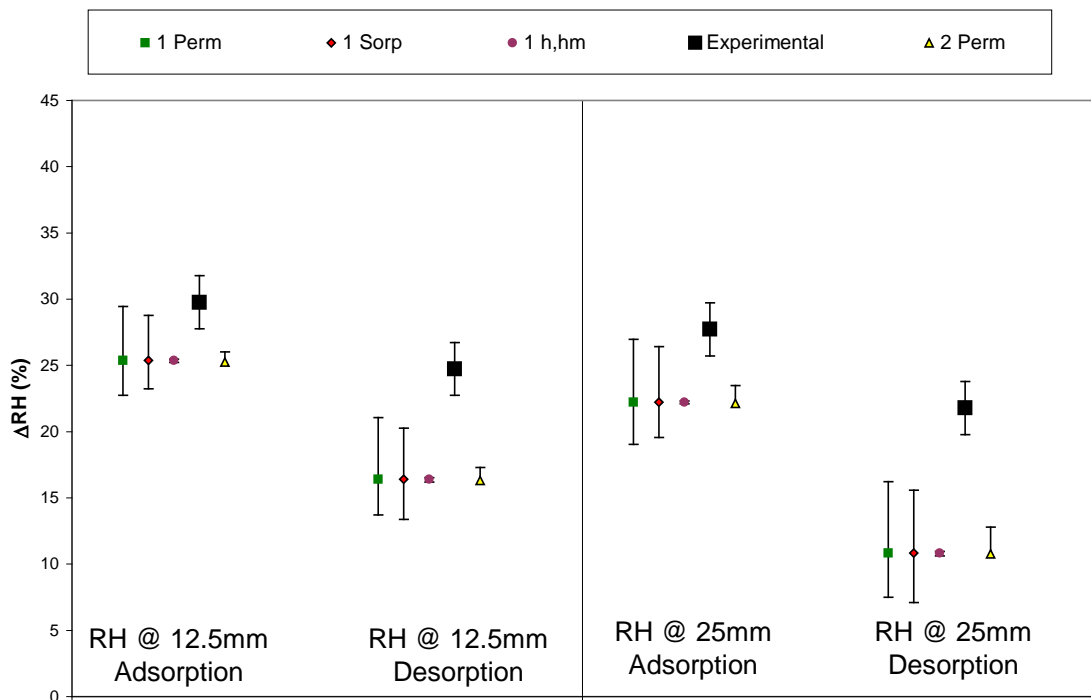 1 Perm 1 Sorp 1 h,hm Experimental 2 Perm
45
40
35
30
25
20
15
10
5
0
ΔRH (%)
RH @ 12.5mm
Adsorption
RH @ 12.5mm
Desorption
RH @ 25mm
Adsorption
RH @ 25mm
Desorption